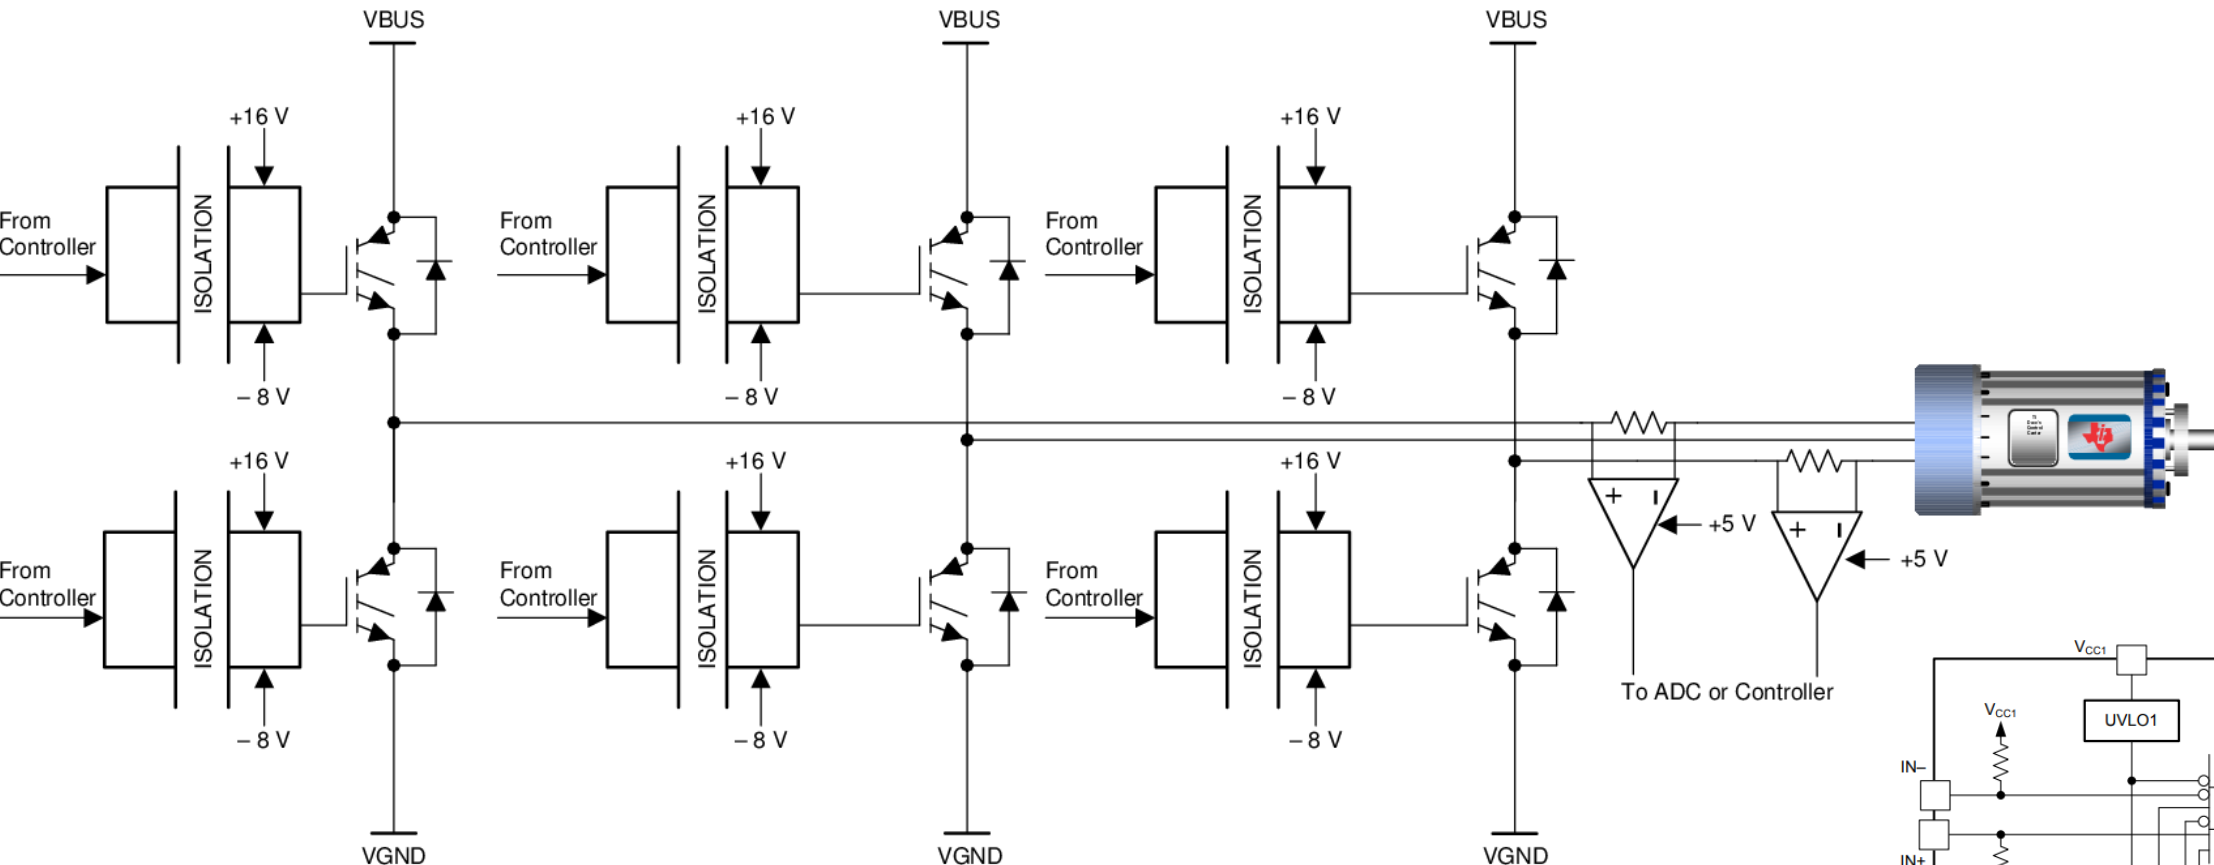 VBUS
VBUS
VBUS
+16 V
+16 V
+16 V
From
Controller
ISOLATION
From
Controller
ISOLATION
From
Controller
ISOLATION
– 8 V
– 8 V
– 8 V
+16 V
+16 V
+16 V
+ –
+5 V
+ –
+5 V
From
Controller
ISOLATION
From
Controller
ISOLATION
From
Controller
ISOLATION
To ADC or Controller
– 8 V
– 8 V
– 8 V
VGND
VGND
VGND
VCC1
UVLO1
VCC1
IN–
IN+